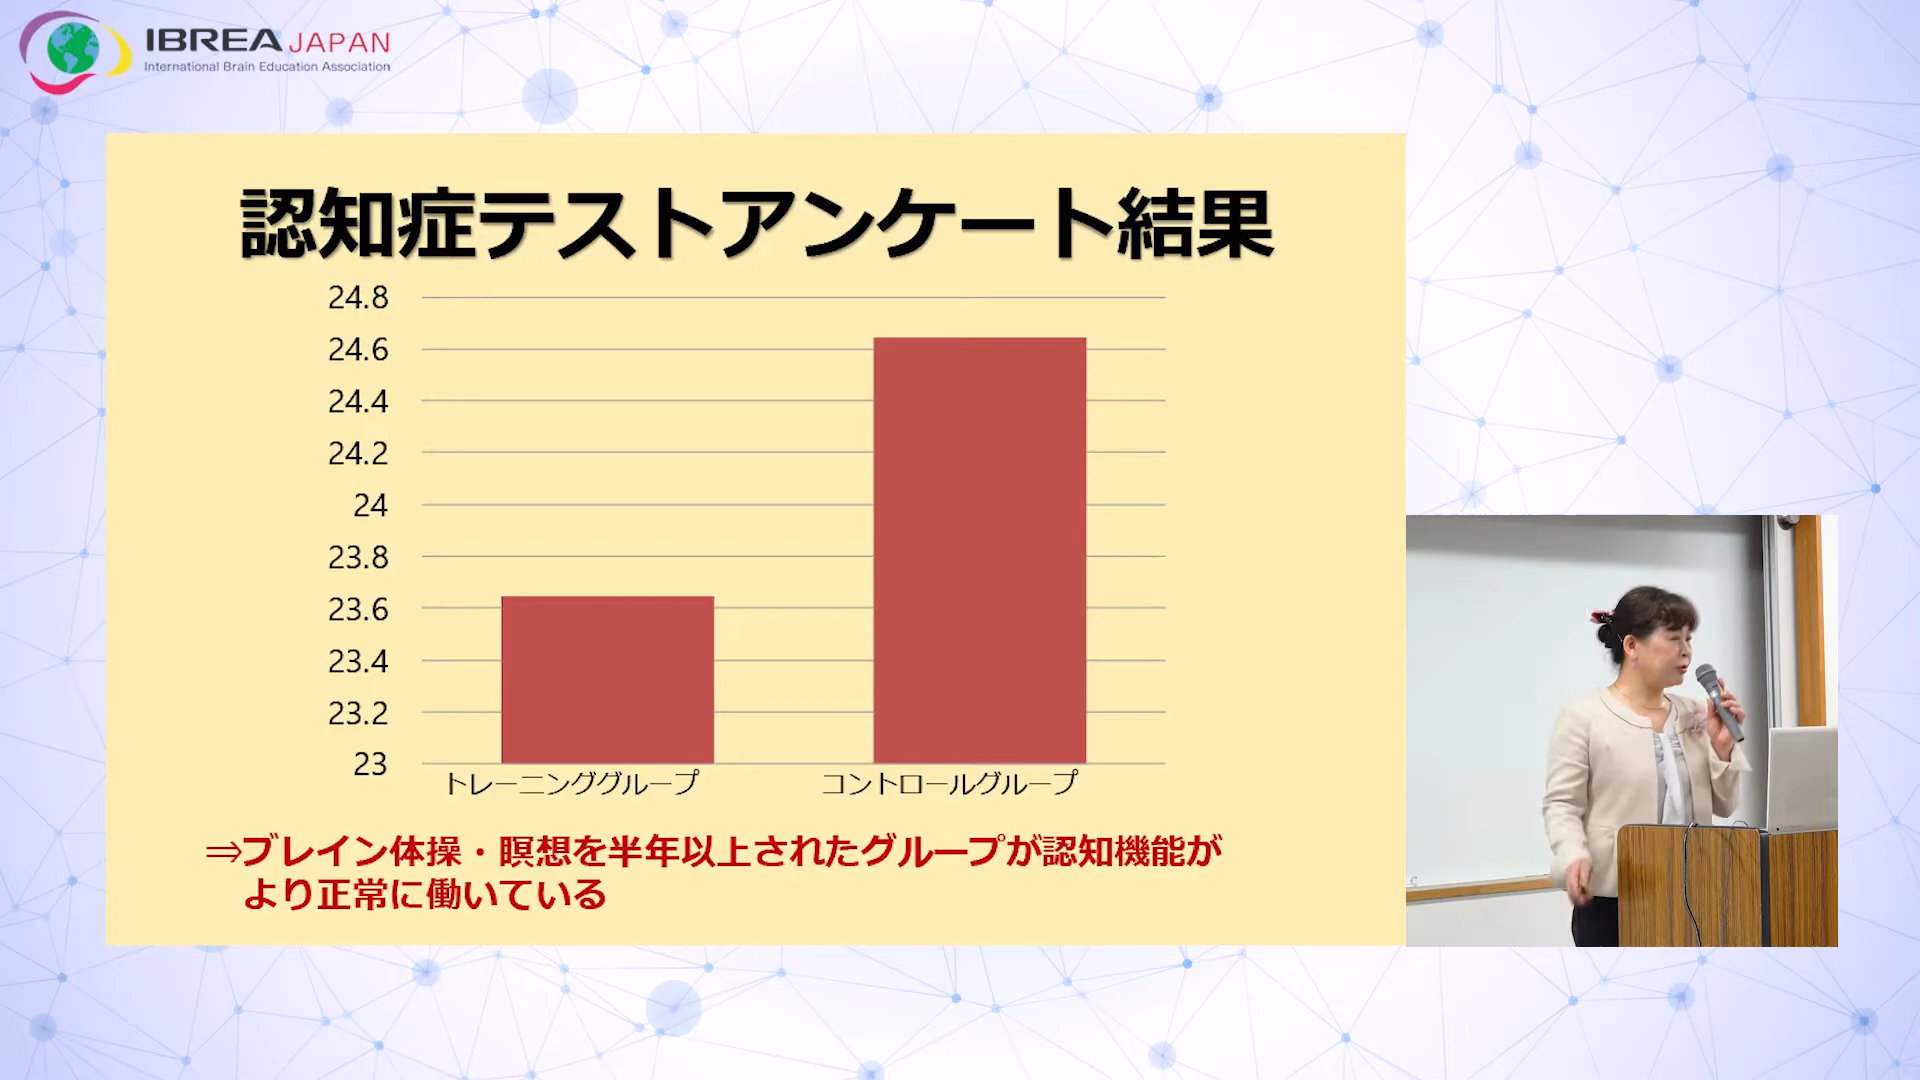 IBREA JAPAN
International Brain Education Association
認知症テストアンケート結果
24.8
24.6
24.4
24.2
24
23.8
23.6
23.4
23.2
23
トレーニンググループ
コントロールグループ
⇒ブレイン体操・瞑想を半年以上されたグループが認知機能が
より正常に働いている